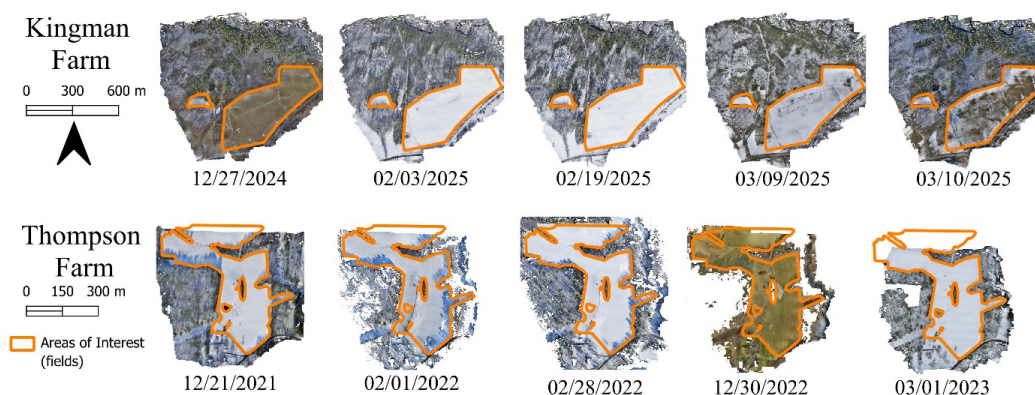 Kingman
Farm
0 300 600 m
12/27/2024
02/03/2025
02/19/2025
03/09/2025
03/10/2025
Thompson
Farm
0 150 300 m
Areas of Interest
(fields)
12/21/2021
02/01/2022
02/28/2022
12/30/2022
03/01/2023